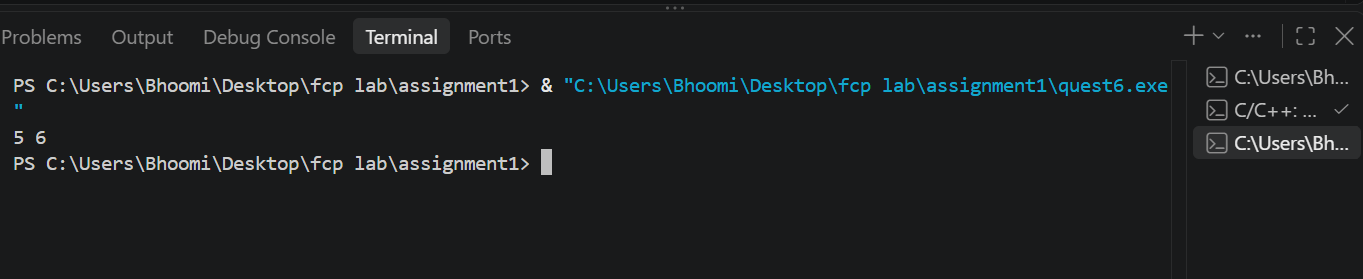 Problems Output Debug Console Terminal Ports
PS C:\Users\Bhoomi\Desktop\fcp lab\assignment1> & "C:\Users\Bhoomi\Desktop\fcp lab\assignment1\quest6.exe
"
5 6
PS C:\Users\Bhoomi\Desktop\fcp lab\assignment1>
C:\Users\Bh...
C/C++: ...
C:\Users\Bh...